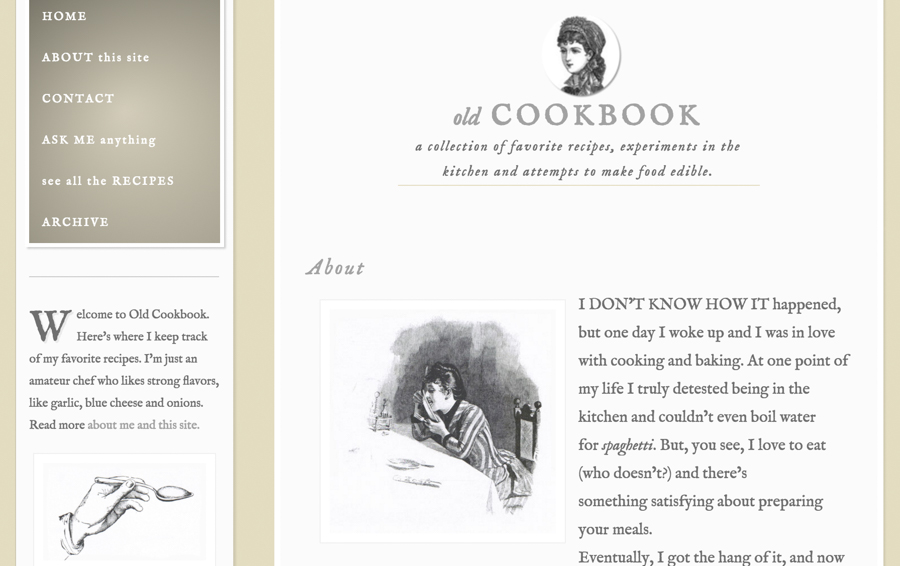 HOME
ABOUT this site
CONTACT
ASK ME anything
see all the RECIPES
ARCHIVE
Welcome to Old Cookbook.
Here's where I keep track
of my favorite recipes. I'm just an
amateur chef who likes strong flavors,
like garlic, blue cheese and onions.
Read more about me and this site.
old COOKBOOK
a collection of favorite recipes, experiments in the
kitchen and attempts to make food edible.
About
I DON'T KNOW HOW IT happened,
but one day I woke up and I was in love
with cooking and baking. At one point of
my life I truly detested being in the
kitchen and couldn't even boil water
for spaghetti. But, you see, I love to eat
(who doesn't?) and there's
something satisfying about preparing
your meals.
Eventually, I got the hang of it, and now